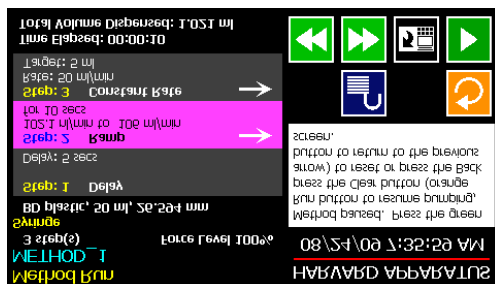 Method Run
METHOD_1
3 step(s) Force Level 100%
Syringe
BD plastic, 50 ml, 26.594 mm
Step: 1 Delay
Delay: 5 secs
Step: 2 Ramp
102.1 nl/min to 106 ml/min
for 10 secs
Step: 3 Constant Rate
Rate: 50 ml/min
Target: 5 ml
Time Elapsed: 00:00:10
Total Volume Dispensed: 1.021 ml
HARVARD APPARATUS
08/24/09 7:35:59 AM
Method paused. Press the green
Run button to resume pumping,
press the Clear button (orange
arrow) to reset or press the Back
button to return to the previous
screen.